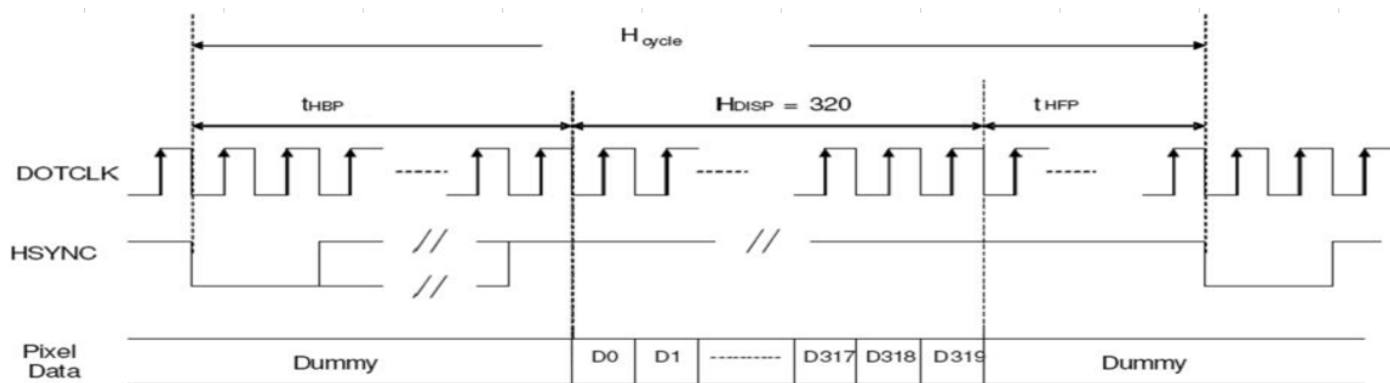 Hcycle
tHBP
HDISP = 320
tHFP
DOTCLK
HSYNC
Pixel
Data
Dummy
D0
D1
D317
D318
D319
Dummy